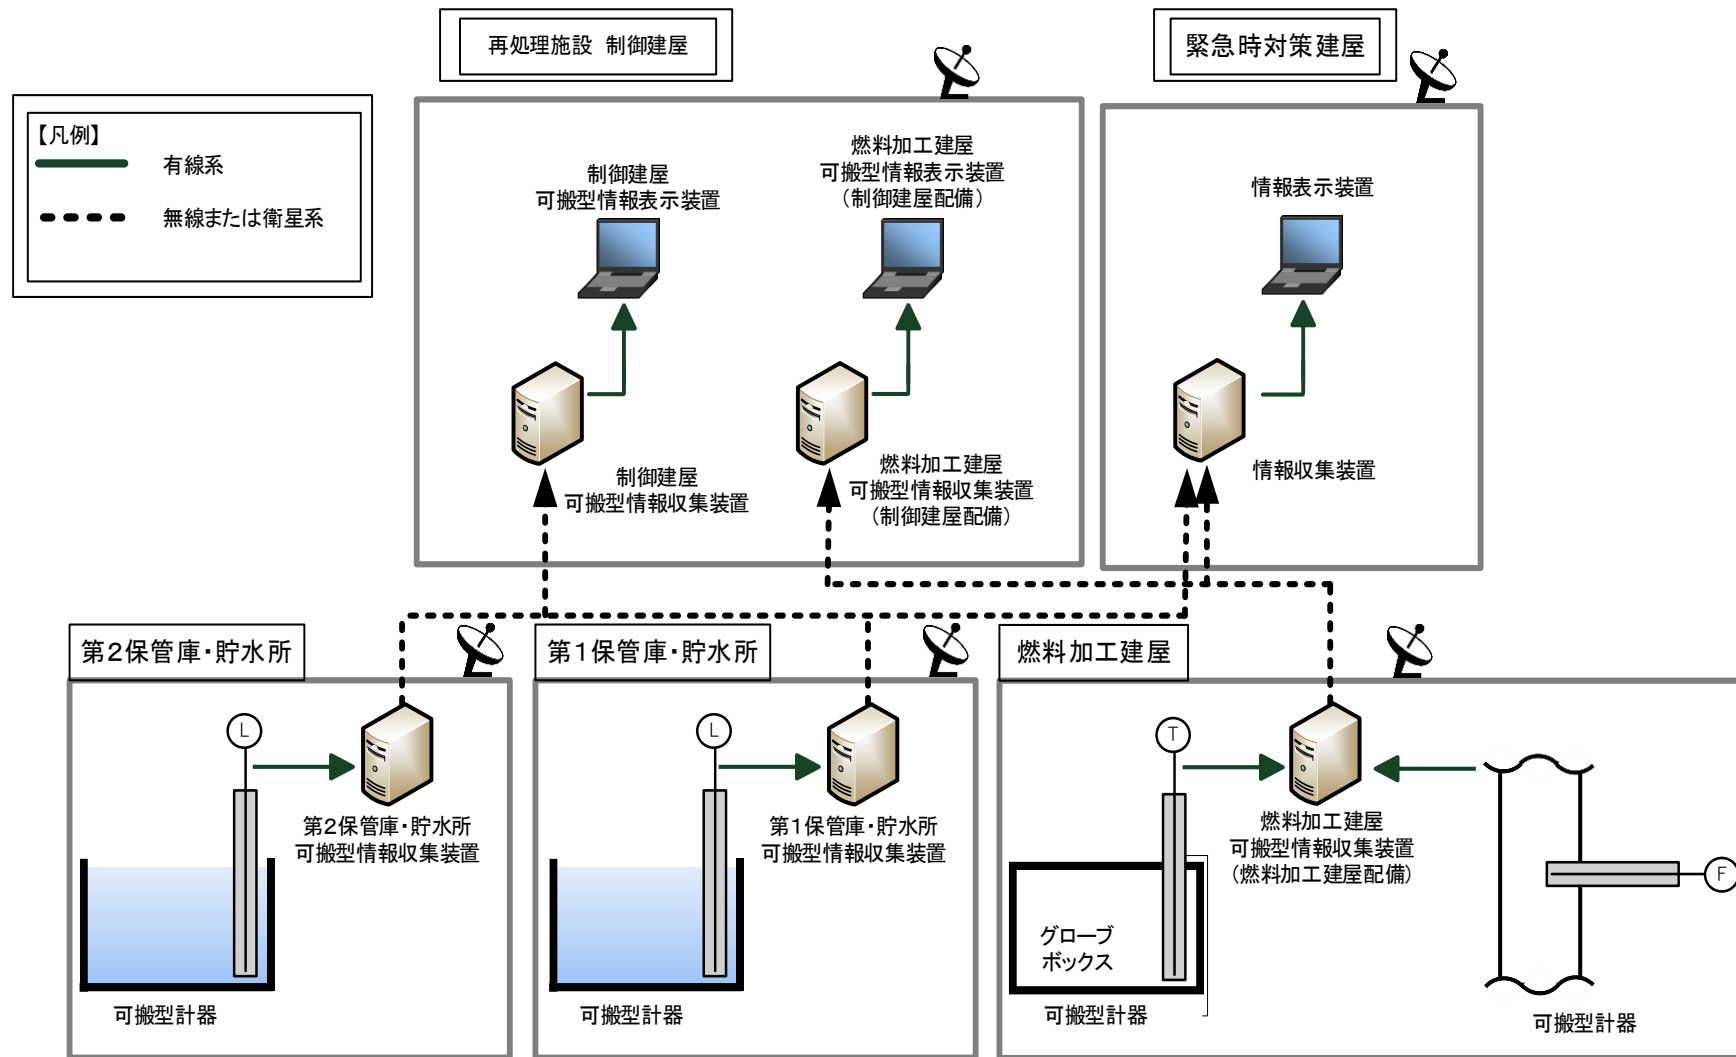 再処理施設 制御建屋
緊急時対策建屋
【凡例】
有線系
無線または衛星系
制御建屋
可搬型情報表示装置
燃料加工建屋
可搬型情報表示装置
(制御建屋配備)
情報表示装置
制御建屋
可搬型情報収集装置
燃料加工建屋
可搬型情報収集装置
(制御建屋配備)
情報収集装置
第2保管庫・貯水所
第1保管庫・貯水所
燃料加工建屋
L
第2保管庫・貯水所
可搬型情報収集装置
可搬型計器
L
第1保管庫・貯水所
可搬型情報収集装置
可搬型計器
T
燃料加工建屋
可搬型情報収集装置
(燃料加工建屋配備)
グローブ
ボックス
可搬型計器
F
可搬型計器